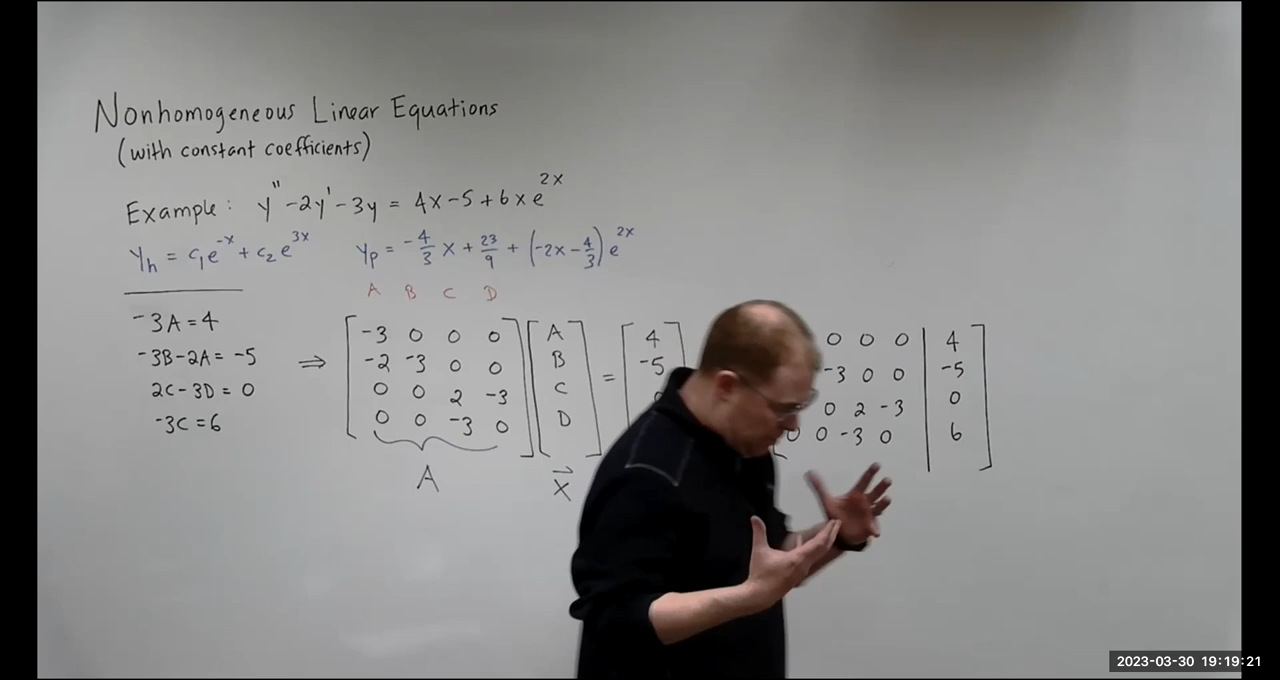 Nonhomogeneous Linear Equations
(with constant coefficients)
Example: y'' -2y' -3y = 4x-5+6xe^2x
y_h = c_1e^-x + c_2e^3x   y_p = -4/3 x + 23/9 + (-2x - 4/3) e^2x
A B C D
-3A=4
-3B-2A=-5
2C-3D=0
-3C=6
⇒
-3 0 0 0
-2 -3 0 0
0 0 2 -3
0 0 -3 0
A
A
B
C
D
x⃗
=
4
-5
0 0 0 | 4
-3 0 0 | -5
0 2 -3 | 0
0 0 -3 0 | 6
2023-03-30 19:19:21